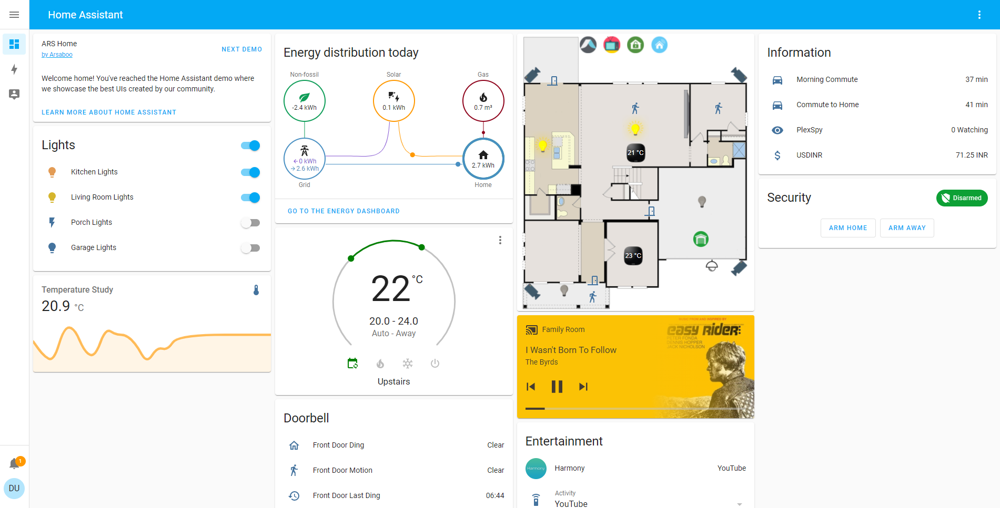 Home Assistant
ARS Home
by Arsaboo
NEXT DEMO
Welcome home! You've reached the Home Assistant demo where
we showcase the best UIs created by our community.
LEARN MORE ABOUT HOME ASSISTANT
Lights
Kitchen Lights
Living Room Lights
Porch Lights
Garage Lights
Temperature Study
20.9 °C
1
DU
Energy distribution today
Non-fossil
Solar
Gas
-2.4 kWh
0.1 kWh
0.7 m³
←0 kWh
→2.6 kWh
2.7 kWh
Grid
Home
GO TO THE ENERGY DASHBOARD
22 °C
20.0 - 24.0
Auto - Away
Upstairs
Doorbell
Front Door Ding
Clear
Front Door Motion
Clear
Front Door Last Ding
06:44
21 °C
23 °C
Family Room
I Wasn't Born To Follow
The Byrds
MUSIC FROM AND INSPIRED BY
easy rider
PETER FONDA
DENNIS HOPPER
JACK NICHOLSON
Entertainment
Harmony
Harmony
YouTube
Activity
YouTube
Information
Morning Commute
37 min
Commute to Home
41 min
PlexSpy
0 Watching
USDINR
71.25 INR
Security
Disarmed
ARM HOME
ARM AWAY